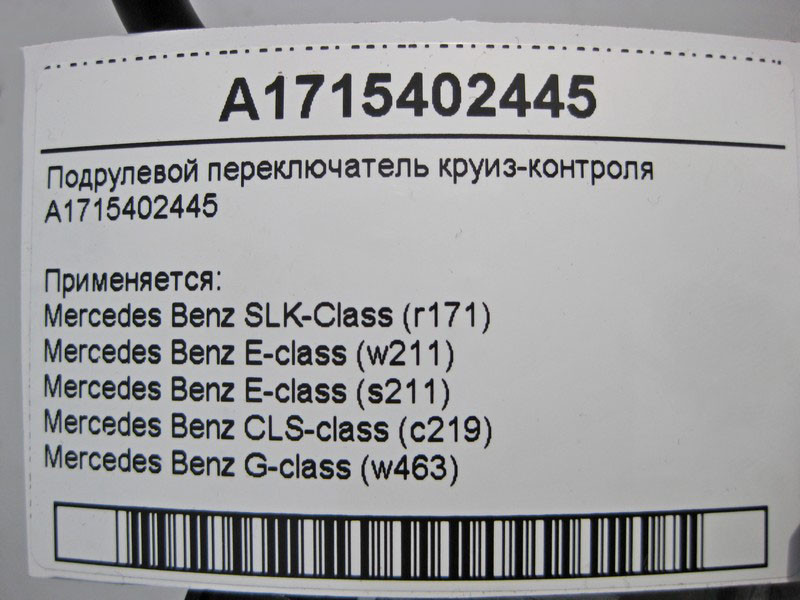 A1715402445
Подрулевой переключатель круиз-контроля
A1715402445
Применяется:
Mercedes Benz SLK-Class (r171)
Mercedes Benz E-class (w211)
Mercedes Benz E-class (s211)
Mercedes Benz CLS-class (c219)
Mercedes Benz G-class (w463)